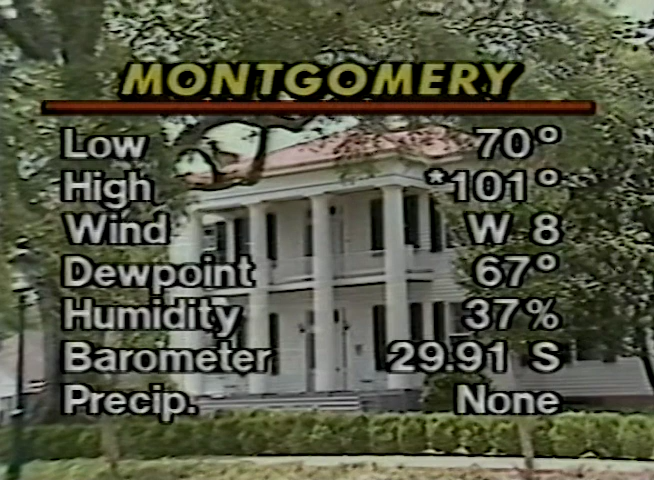 MONTGOMERY
Low 70°
High *101°
Wind W 8
Dewpoint 67°
Humidity 37%
Barometer 29.91 S
Precip. None